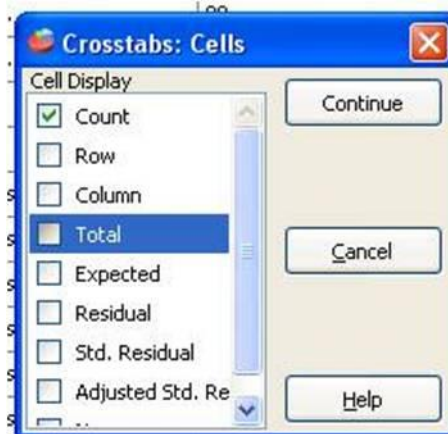 Crosstabs: Cells
Cell Display
Count
Row
Column
Total
Expected
Residual
Std. Residual
Adjusted Std. Re
Continue
Cancel
Help